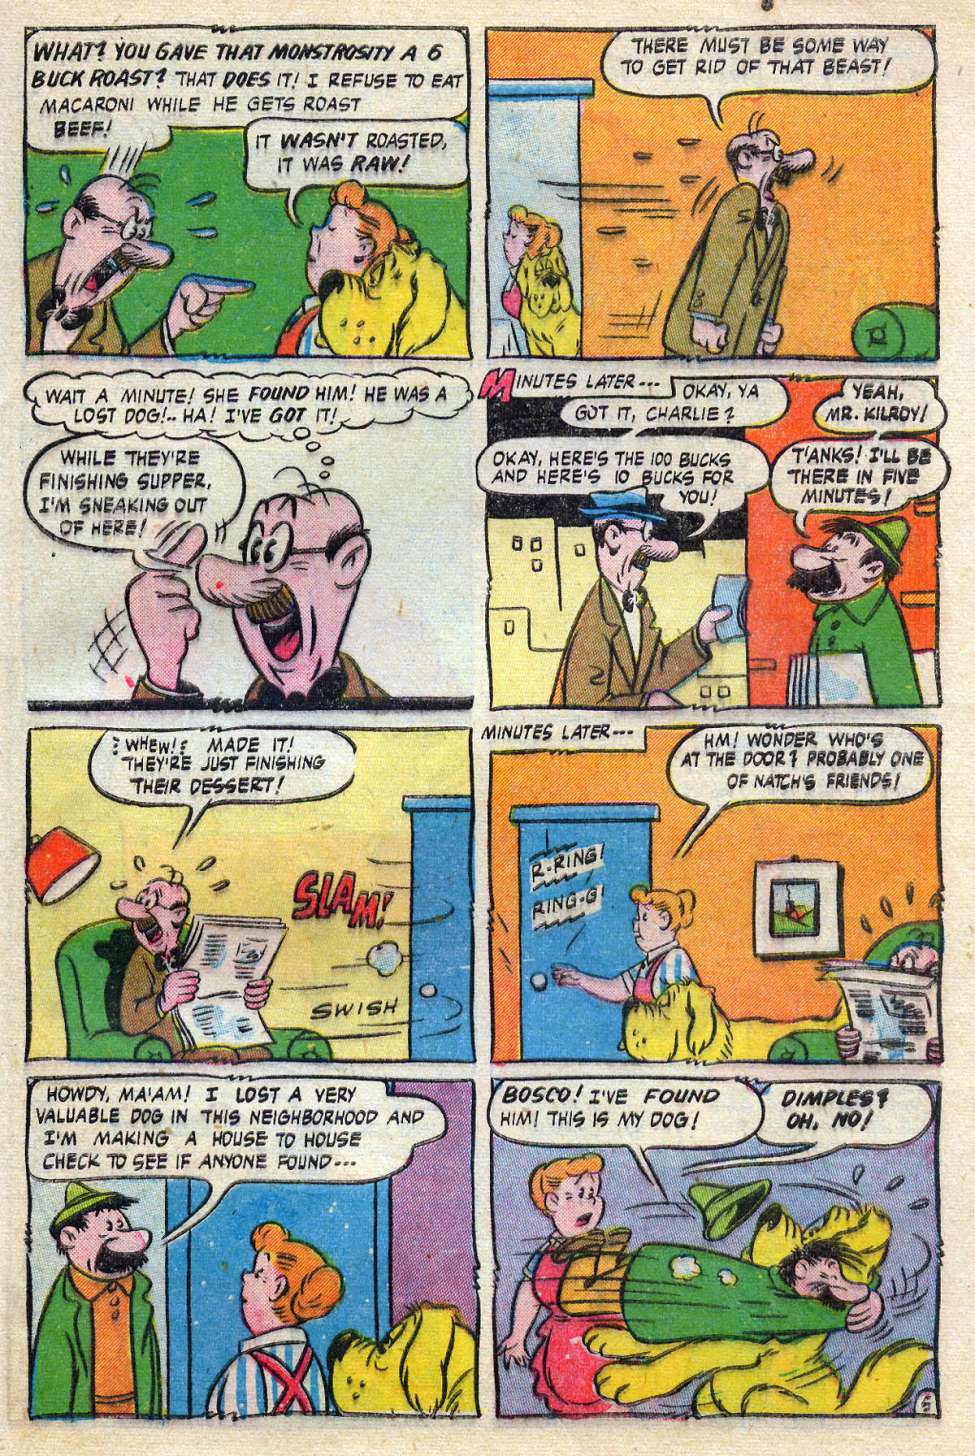 WHAT? YOU GAVE THAT MONSTROSITY A 6
BUCK ROAST? THAT DOES IT! I REFUSE TO EAT
MACARONI WHILE HE GETS ROAST
BEEF!
IT WASN'T ROASTED,
IT WAS RAW!
THERE MUST BE SOME WAY
TO GET RID OF THAT BEAST!
WAIT A MINUTE! SHE FOUND HIM! HE WAS A
LOST DOG!.. HA! I'VE GOT IT!
WHILE THEY'RE
FINISHING SUPPER,
I'M SNEAKING OUT
OF HERE!
MINUTES LATER---
OKAY, YA
GOT IT, CHARLIE?
YEAH,
MR. KILROY!
OKAY, HERE'S THE 100 BUCKS
AND HERE'S 10 BUCKS FOR
YOU!
T'ANKS! I'LL BE
THERE IN FIVE
MINUTES!
WHEW! MADE IT!
THEY'RE JUST FINISHING
THEIR DESSERT!
SLAM!
SWISH
MINUTES LATER---
HM! WONDER WHO'S
AT THE DOOR? PROBABLY ONE
OF NATCH'S FRIENDS!
R-RING!
RING-G!
HOWDY, MA'AM! I LOST A VERY
VALUABLE DOG IN THIS NEIGHBORHOOD AND
I'M MAKING A HOUSE TO HOUSE
CHECK TO SEE IF ANYONE FOUND---
BOSCO! I'VE FOUND
HIM! THIS IS MY DOG!
DIMPLES?
OH, NO!